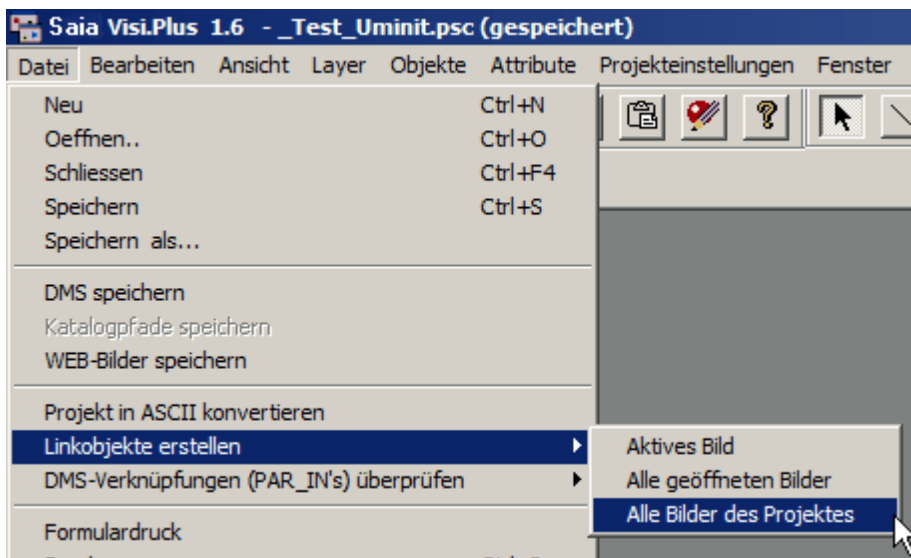 Saia Visi.Plus 1.6 - _Test_Uminit.psc (gespeichert)
Datei Bearbeiten Ansicht Layer Objekte Attribute Projekteinstellungen Fenster
Neu Ctrl+N
Oeffnen.. Ctrl+O
Schliessen Ctrl+F4
Speichern Ctrl+S
Speichern als...
DMS speichern
Katalogpfade speichern
WEB-Bilder speichern
Projekt in ASCII konvertieren
Linkobjekte erstellen
Aktives Bild
DMS-Verknüpfungen (PAR_IN's) überprüfen
Alle geöffneten Bilder
Alle Bilder des Projektes
Formulardruck